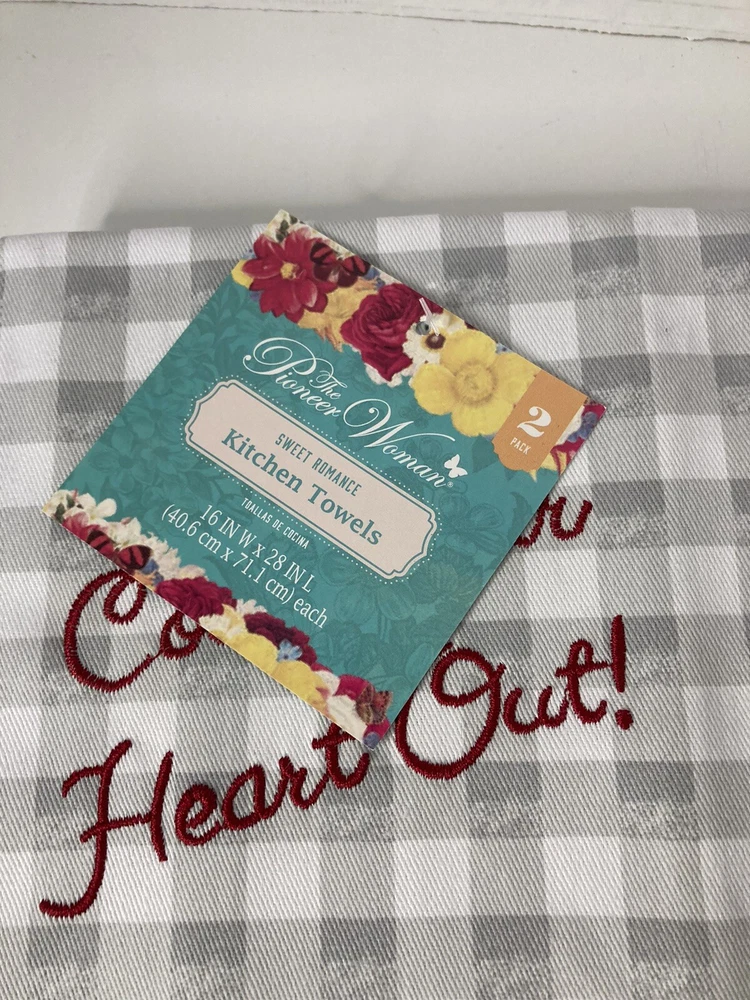 The
Pioneer Woman®
2
PACK
SWEET ROMANCE
Kitchen Towels
TOALLAS DE COCINA
16 IN W x 28 IN L
(40.6 cm x 71.1 cm) each
Heart Out!